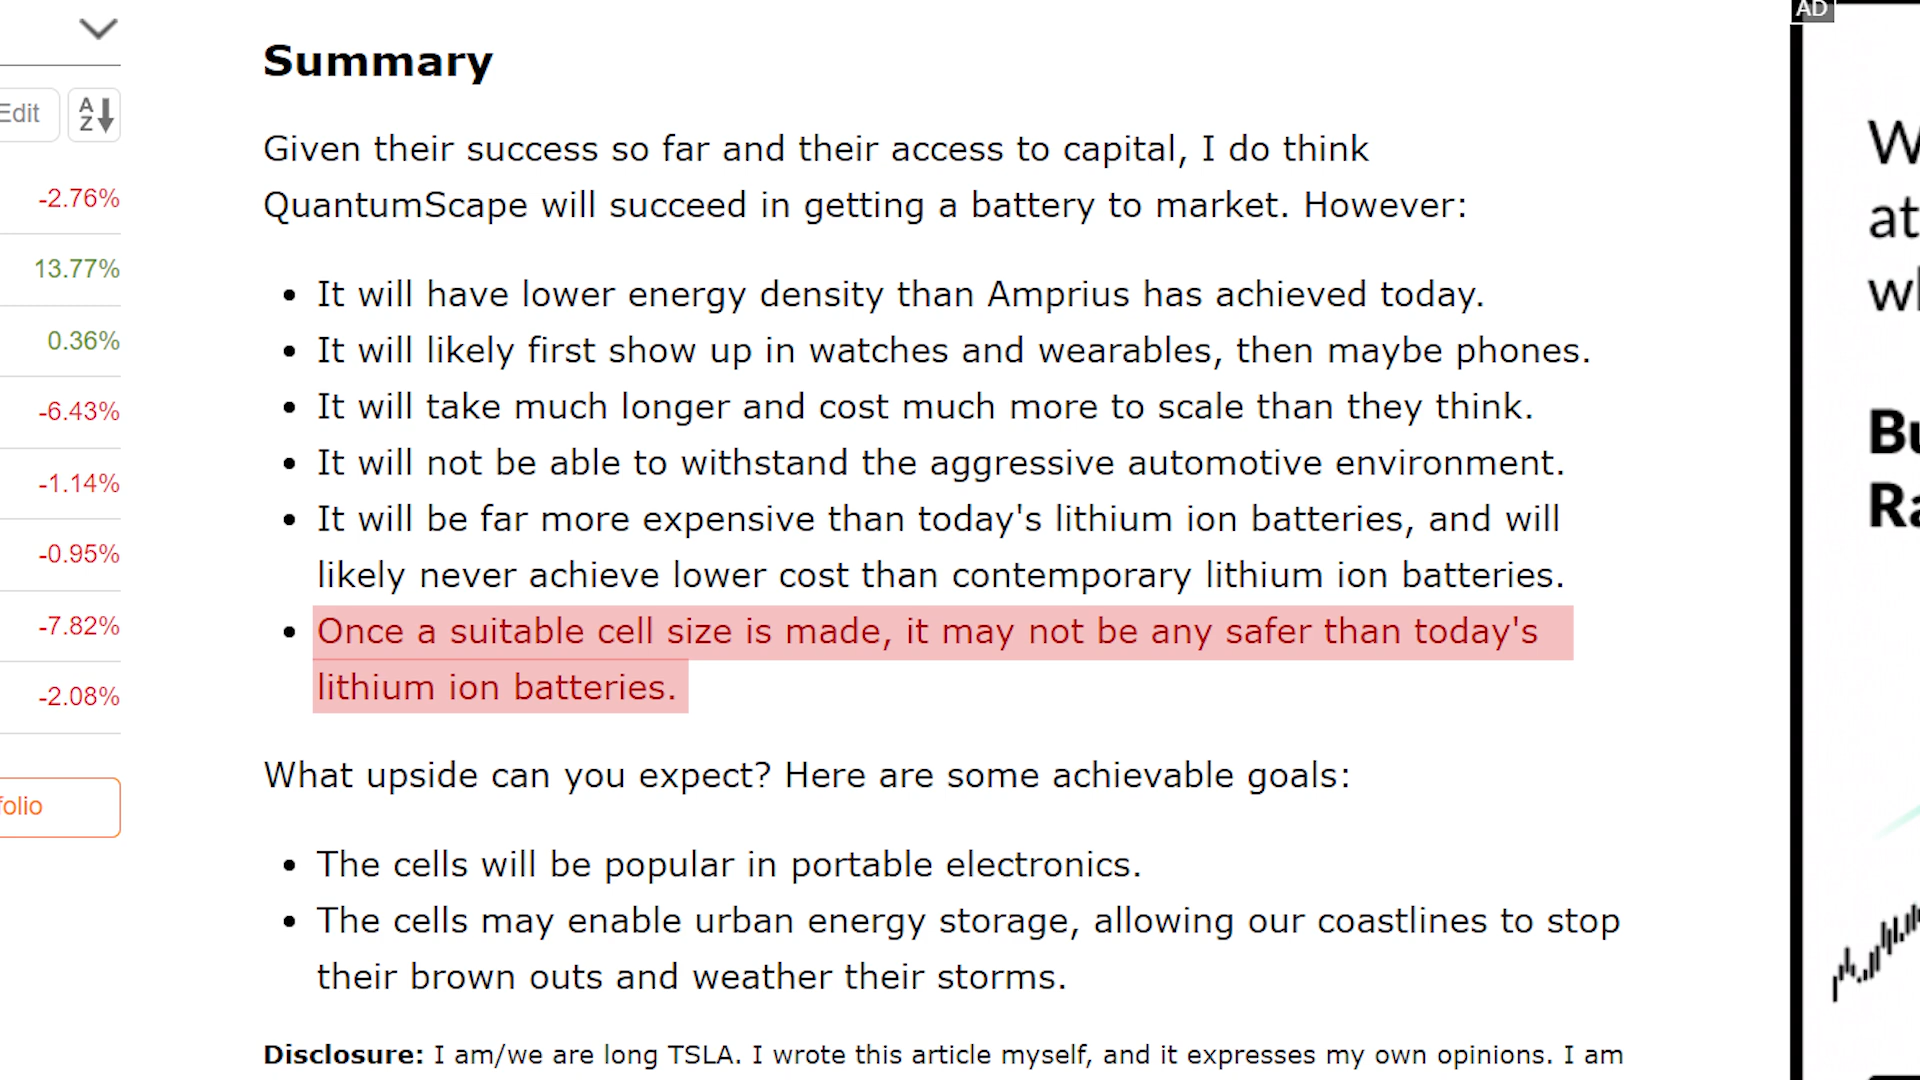 AD
Edit
A
Z
-2.76%
13.77%
0.36%
-6.43%
-1.14%
-0.95%
-7.82%
-2.08%
folio
Summary
Given their success so far and their access to capital, I do think
QuantumScape will succeed in getting a battery to market. However:
It will have lower energy density than Amprius has achieved today.
It will likely first show up in watches and wearables, then maybe phones.
It will take much longer and cost much more to scale than they think.
It will not be able to withstand the aggressive automotive environment.
It will be far more expensive than today's lithium ion batteries, and will
likely never achieve lower cost than contemporary lithium ion batteries.
Once a suitable cell size is made, it may not be any safer than today's
lithium ion batteries.
What upside can you expect? Here are some achievable goals:
The cells will be popular in portable electronics.
The cells may enable urban energy storage, allowing our coastlines to stop
their brown outs and weather their storms.
Disclosure: I am/we are long TSLA. I wrote this article myself, and it expresses my own opinions. I am
at